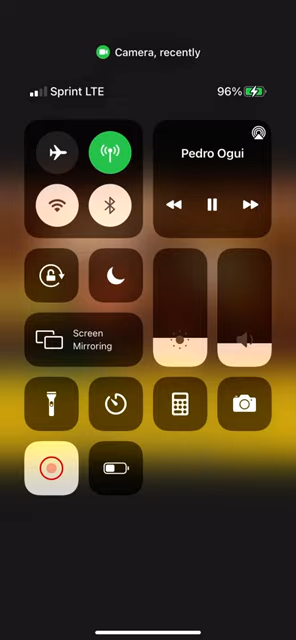 Camera, recently
Sprint LTE
96%
Pedro Ogui
Screen
Mirroring